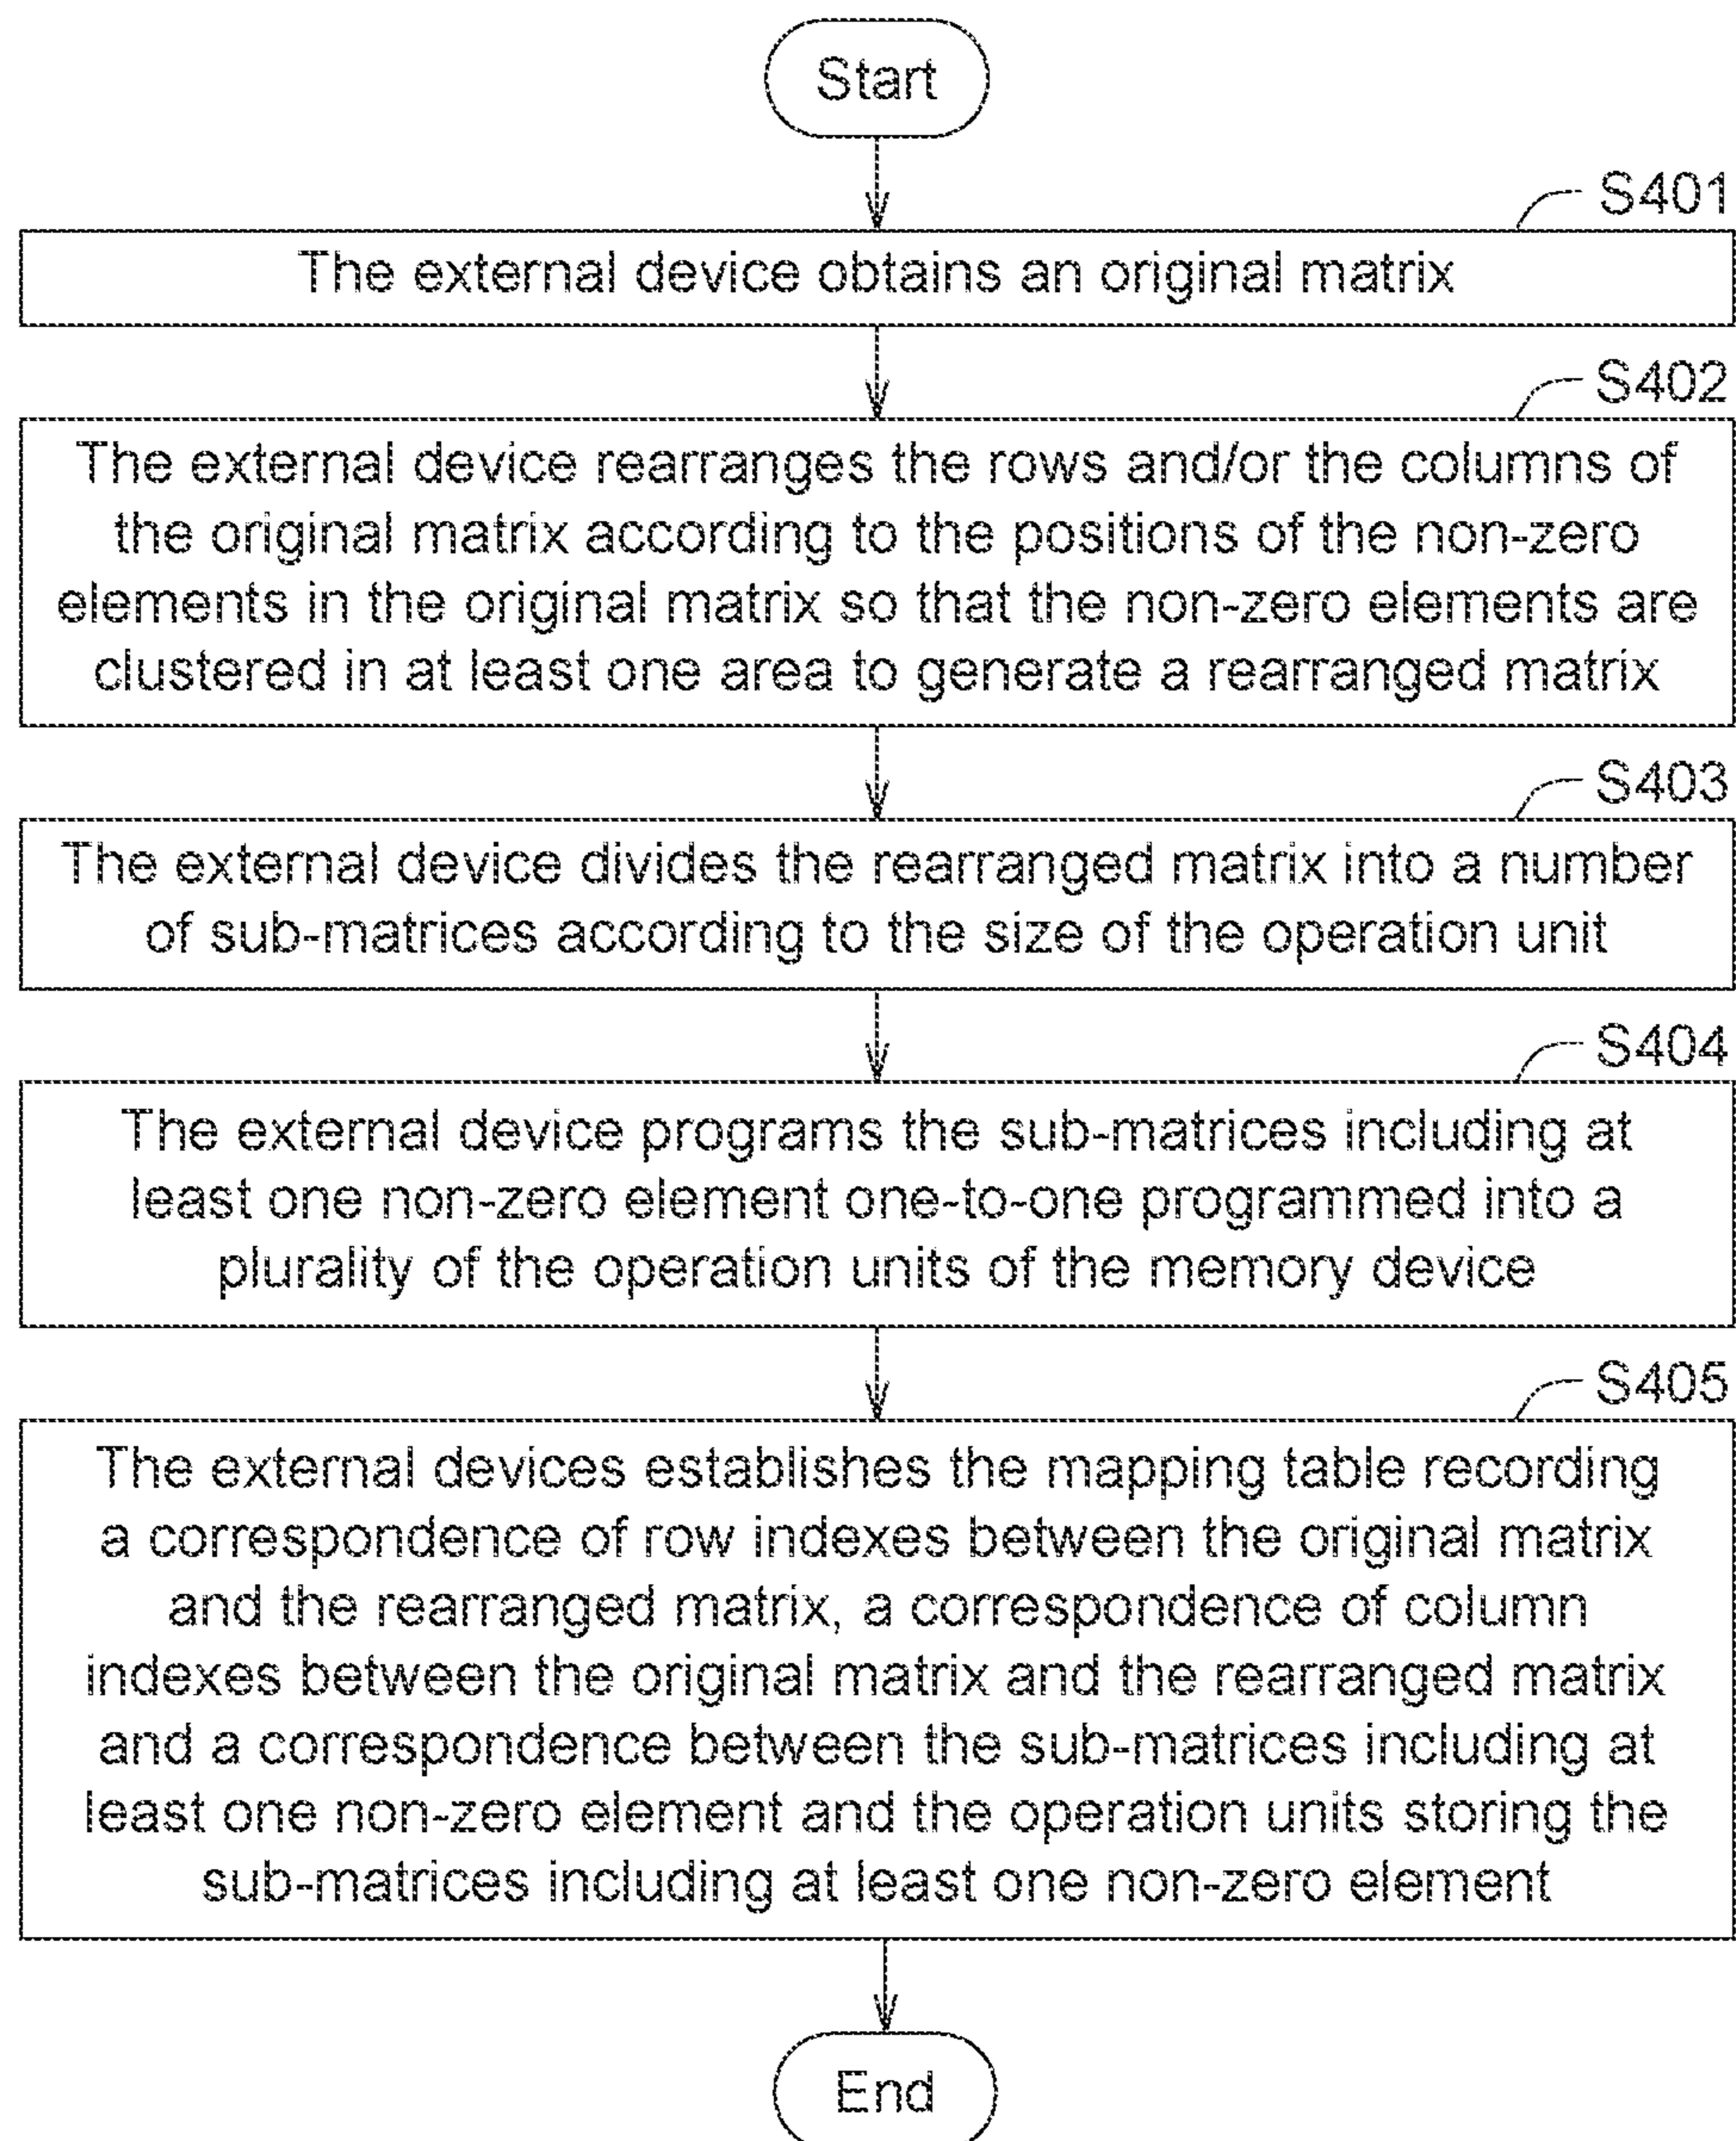 Start
S401
The external device obtains an original matrix
S402
The external device rearranges the rows and/or the columns of
the original matrix according to the positions of the non-zero
elements in the original matrix so that the non-zero elements are
clustered in at least one area to generate a rearranged matrix
S403
The external device divides the rearranged matrix into a number
of sub-matrices according to the size of the operation unit
S404
The external device programs the sub-matrices including at
least one non-zero element one-to-one programmed into a
plurality of the operation units of the memory device
S405
The external devices establishes the mapping table recording
a correspondence of row indexes between the original matrix
and the rearranged matrix, a correspondence of column
indexes between the original matrix and the rearranged matrix
and a correspondence between the sub-matrices including at
least one non-zero element and the operation units storing the
sub-matrices including at least one non-zero element
End